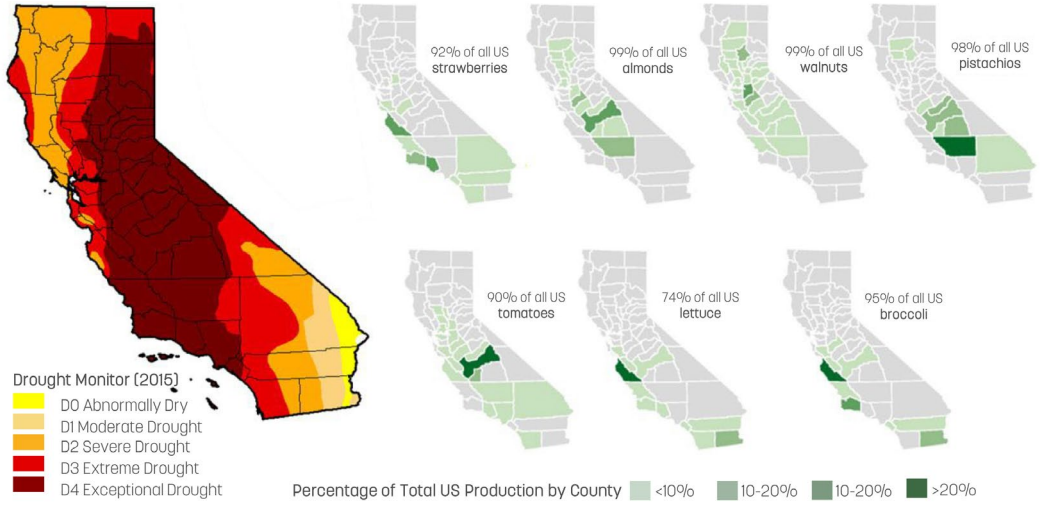 92% of all US
strawberries
99% of all US
almonds
99% of all US
walnuts
98% of all US
pistachios
90% of all US
tomatoes
74% of all US
lettuce
95% of all US
broccoli
Drought Monitor (2015)
D0 Abnormally Dry
D1 Moderate Drought
D2 Severe Drought
D3 Extreme Drought
D4 Exceptional Drought
Percentage of Total US Production by County
<10%
10-20%
10-20%
>20%